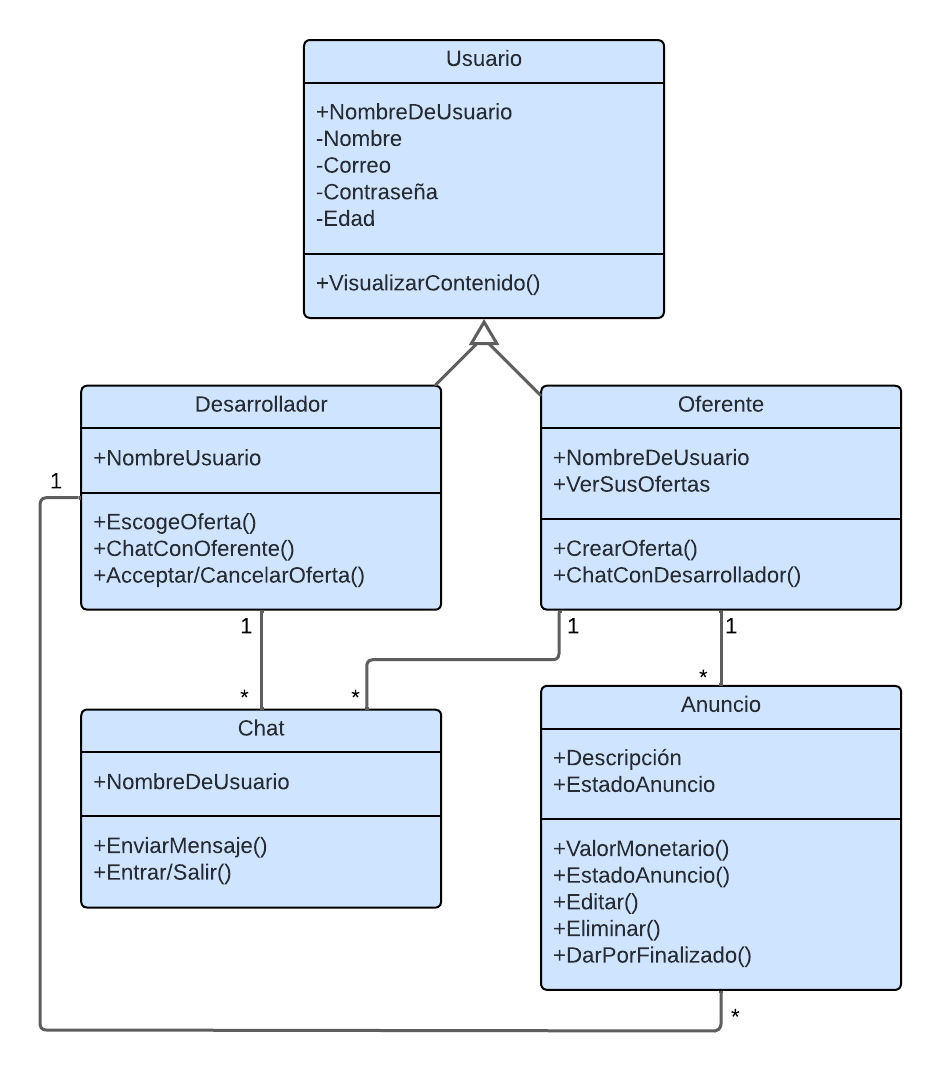 Usuario
+NombreDeUsuario
-Nombre
-Correo
-Contraseña
-Edad
+VisualizarContenido()
Desarrollador
+NombreUsuario
+EscogeOferta()
+ChatConOferente()
+Acceptar/CancelarOferta()
Oferente
+NombreDeUsuario
+VerSusOfertas
+CrearOferta()
+ChatConDesarrollador()
1
1
*
1
*
1
*
Chat
+NombreDeUsuario
+EnviarMensaje()
+Entrar/Salir()
Anuncio
+Descripción
+EstadoAnuncio
+ValorMonetario()
+EstadoAnuncio()
+Editar()
+Eliminar()
+DarPorFinalizado()
*